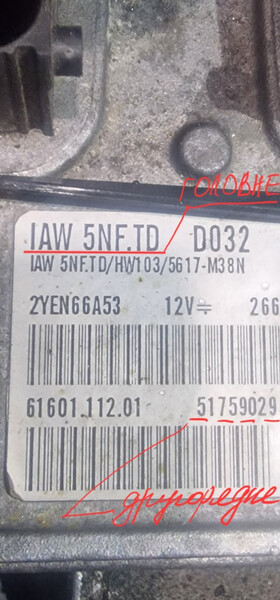 ГОЛОВНЕ
IAW 5NF.TD D032
IAW 5NF.TD/HW103/5617-M38N
2YEN66A53 12V⎓ 266
61601.112.01 51759029
другорядне